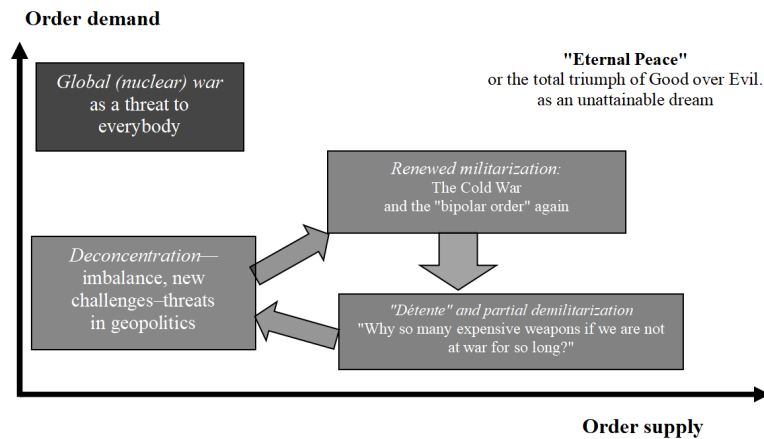 Order demand
Global (nuclear) war
as a threat to
everybody
"Eternal Peace"
or the total triumph of Good over Evil.
as an unattainable dream
Renewed militarization:
The Cold War
and the "bipolar order" again
Deconcentration—
imbalance, new
challenges–threats
in geopolitics
"Détente" and partial demilitarization
"Why so many expensive weapons if we are not
at war for so long?"
Order supply